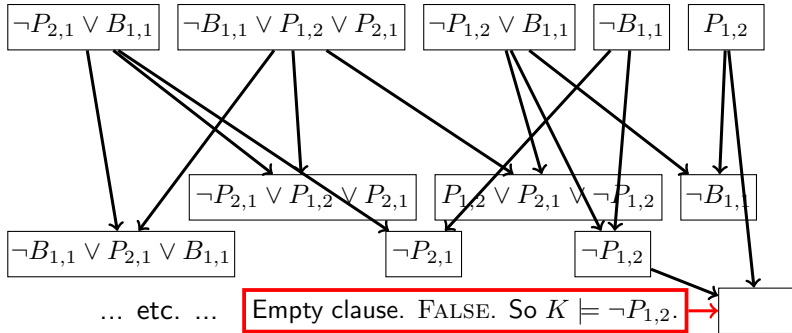 ¬P2,1 ∨ B1,1 ¬B1,1 ∨ P1,2 ∨ P2,1 ¬P1,2 ∨ B1,1 ¬B1,1 P1,2
¬P2,1 ∨ P1,2 ∨ P2,1 P1,2 ∨ P2,1 ∨ ¬P1,2 ¬B1,1
¬B1,1 ∨ P2,1 ∨ B1,1 ¬P2,1 ¬P1,2
... etc. ... Empty clause. FALSE. So K ⊨ ¬P1,2.